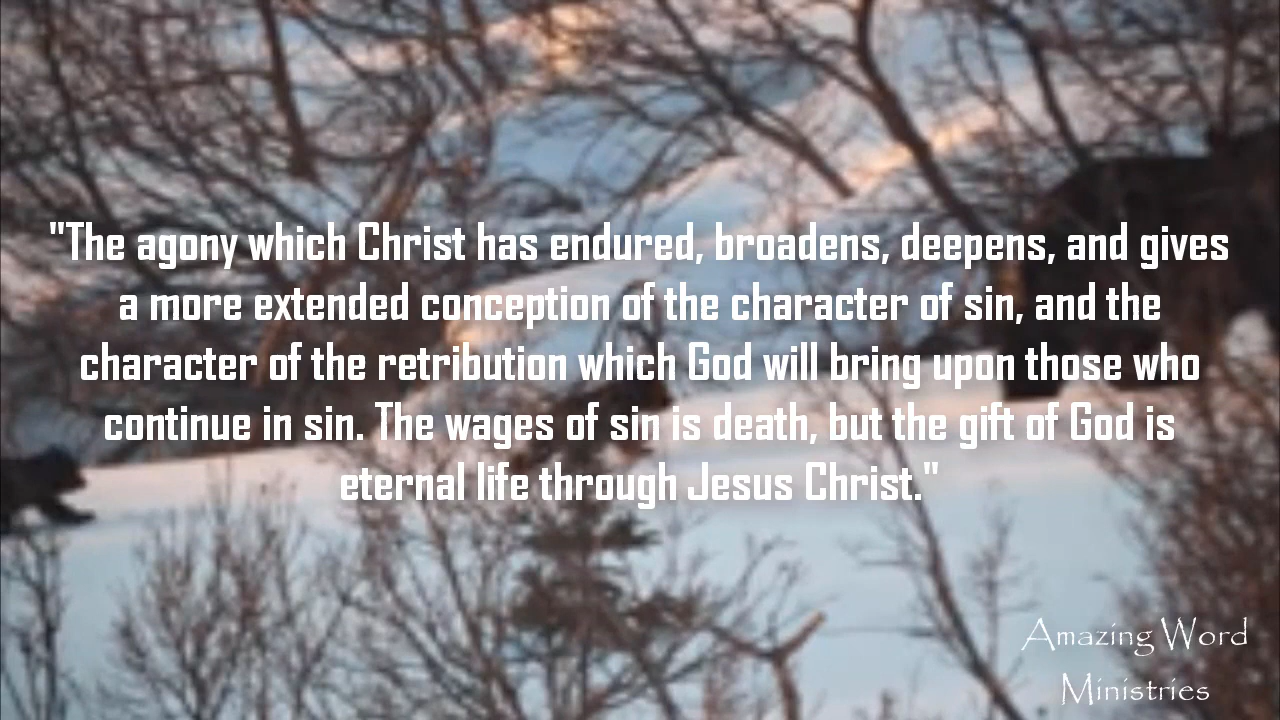 "The agony which Christ has endured, broadens, deepens, and gives
a more extended conception of the character of sin, and the
character of the retribution which God will bring upon those who
continue in sin. The wages of sin is death, but the gift of God is
eternal life through Jesus Christ."
Amazing Word
Ministries